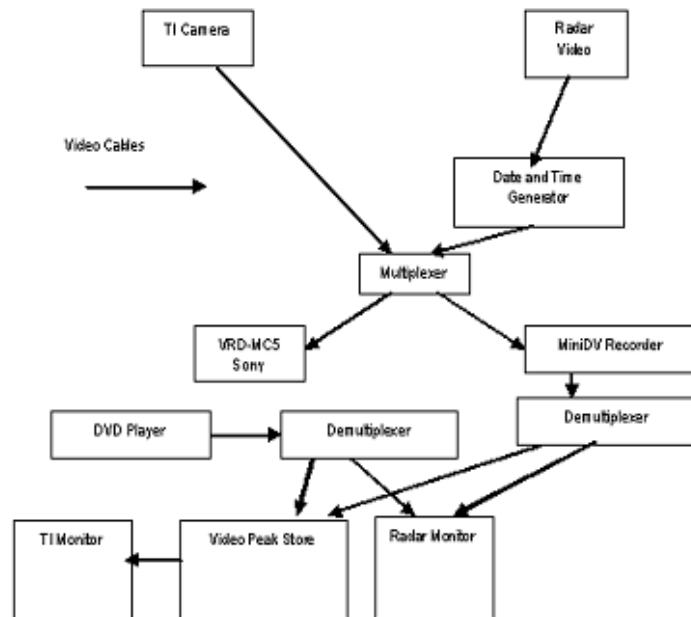 TI Camera
Radar
Video
Video Cables
Date and Time
Generator
Multiplexer
VRD-MC5
Sony
MiniDV Recorder
DVD Player
Demultiplexer
Demultiplexer
TI Monitor
Video Peak Store
Radar Monitor